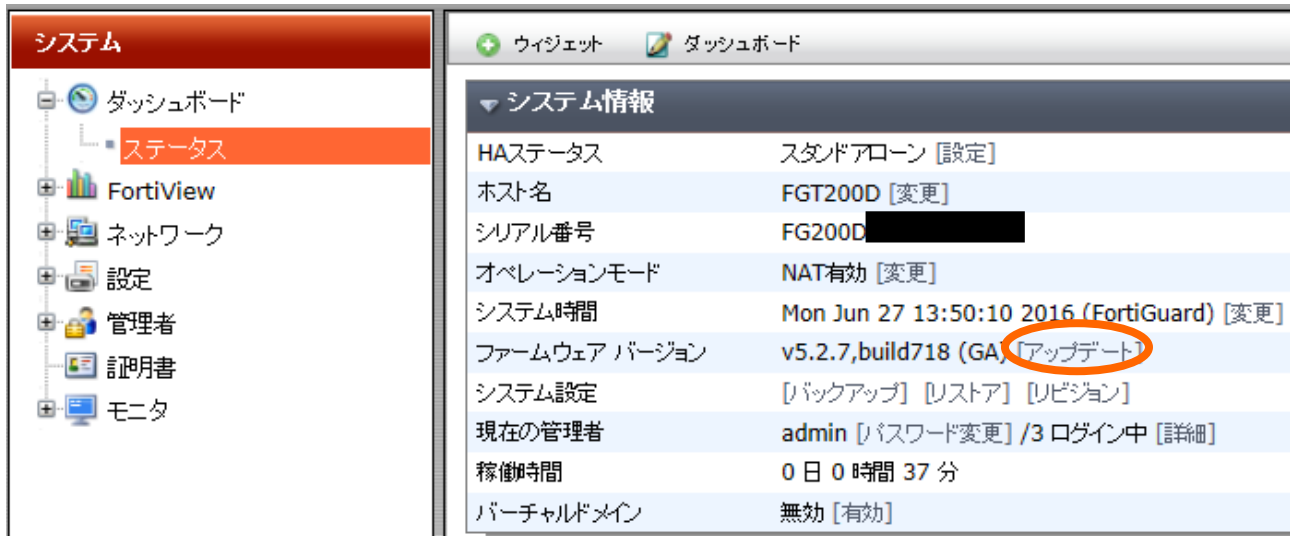 システム
ダッシュボード
ステータス
FortiView
ネットワーク
設定
管理者
証明書
モニタ
ウィジェット ダッシュボード
システム情報
HAステータス スタンドアローン [設定]
ホスト名 FGT200D [変更]
シリアル番号 FG200D
オペレーションモード NAT有効 [変更]
システム時間 Mon Jun 27 13:50:10 2016 (FortiGuard) [変更]
ファームウェア バージョン v5.2.7,build718 (GA) [アップデート]
システム設定 [バックアップ] [リストア] [リビジョン]
現在の管理者 admin [パスワード変更] /3 ログイン中 [詳細]
稼働時間 0 日 0 時間 37 分
バーチャルドメイン 無効 [有効]